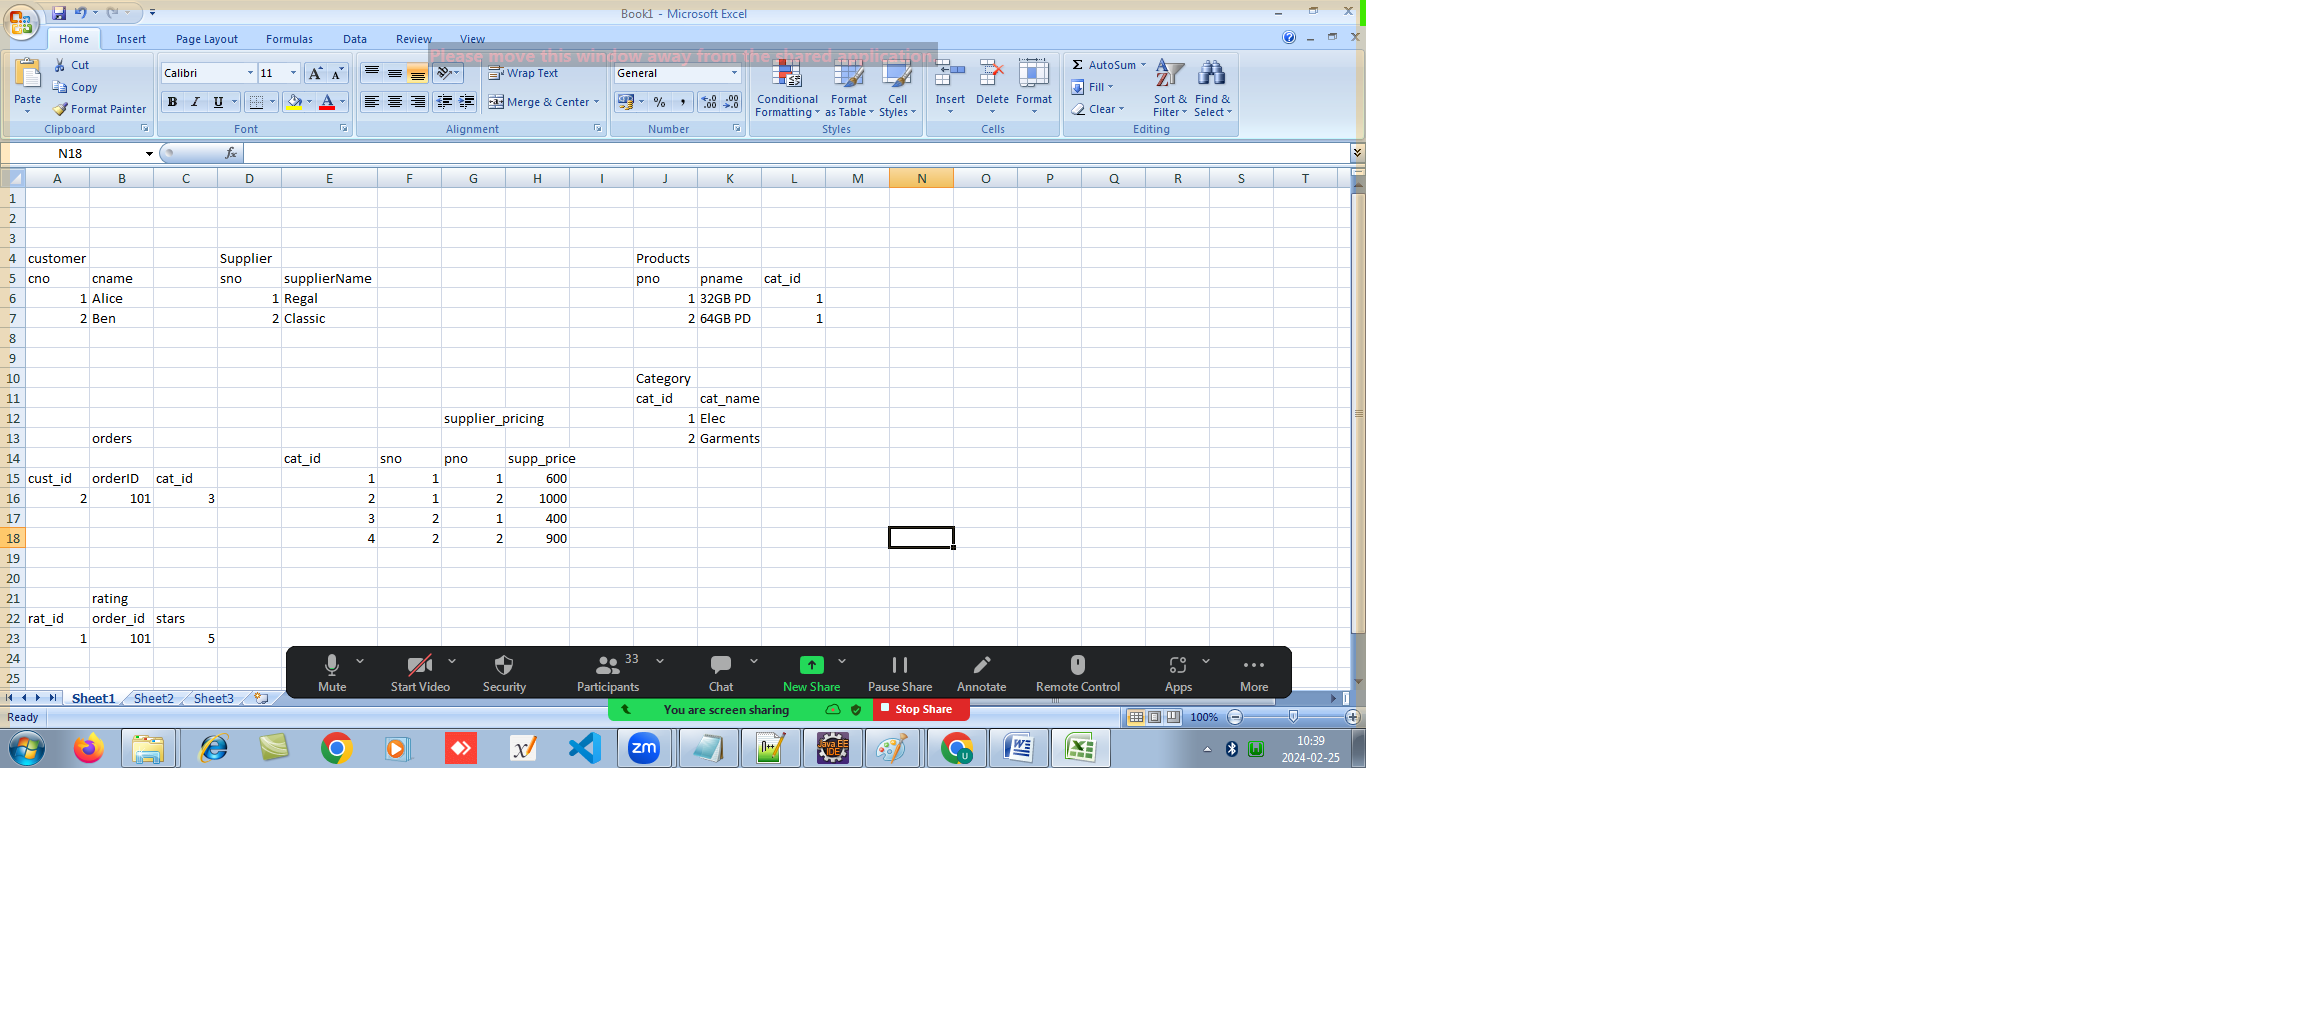 Book1 - Microsoft Excel
Home Insert Page Layout Formulas Data Review View
Please move this window away from the shared application
Cut
Copy
Format Painter
Paste
Clipboard
Calibri 11
B I U
Font
Wrap Text
Merge & Center
Alignment
General
Number
Conditional Formatting
Format as Table
Cell Styles
Styles
Insert Delete Format
Cells
AutoSum
Fill
Clear
Sort & Filter
Find & Select
Editing
N18 fx
A B C D E F G H I J K L M N O P Q R S T
1
2
3
4 customer Supplier Products
5 cno cname sno supplierName pno pname cat_id
6 1 Alice 1 Regal 1 32GB PD 1
7 2 Ben 2 Classic 2 64GB PD 1
8
9
10 Category
11 cat_id cat_name
12 supplier_pricing 1 Elec
13 orders 2 Garments
14 cat_id sno pno supp_price
15 cust_id orderID cat_id 1 1 1 600
16 2 101 3 2 1 2 1000
17 3 2 1 400
18 4 2 2 900
19
20
21 rating
22 rat_id order_id stars
23 1 101 5
24
25
Mute Start Video Security Participants 33 Chat New Share Pause Share Annotate Remote Control Apps More
Sheet1 Sheet2 Sheet3
You are screen sharing Stop Share
Ready 100%
zm
Java EE IDE
U
10:39
2024-02-25